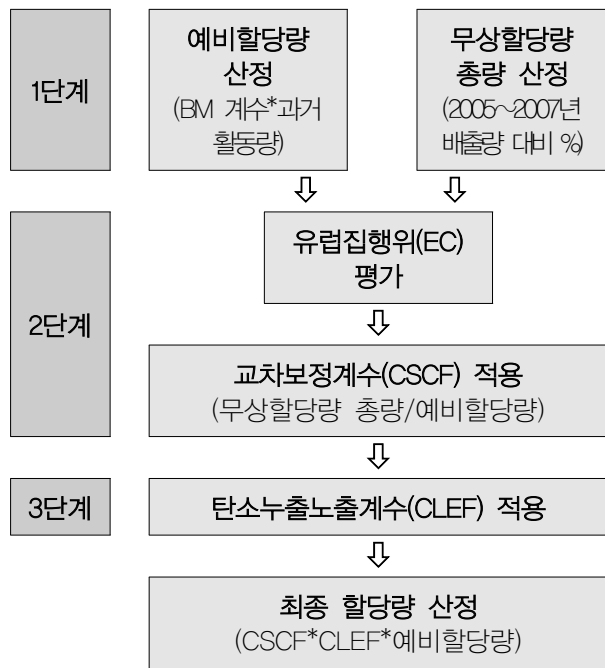 1단계
예비할당량
산정
(BM 계수*과거
활동량)
무상할당량
총량 산정
(2005~2007년
배출량 대비 %)
2단계
유럽집행위(EC)
평가
교차보정계수(CSCF) 적용
(무상할당량 총량/예비할당량)
3단계
탄소누출노출계수(CLEF) 적용
최종 할당량 산정
(CSCF*CLEF*예비할당량)